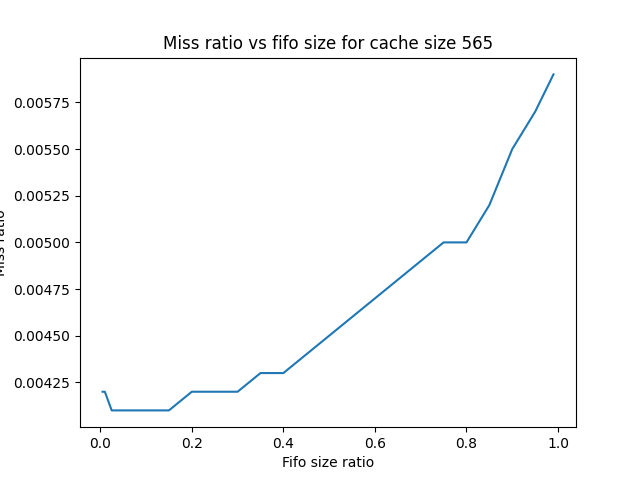 Miss ratio vs fifo size for cache size 565
0.00575
0.00550
0.00525
0.00500
0.00475
0.00450
0.00425
Miss ratio
0.0 0.2 0.4 0.6 0.8 1.0
Fifo size ratio